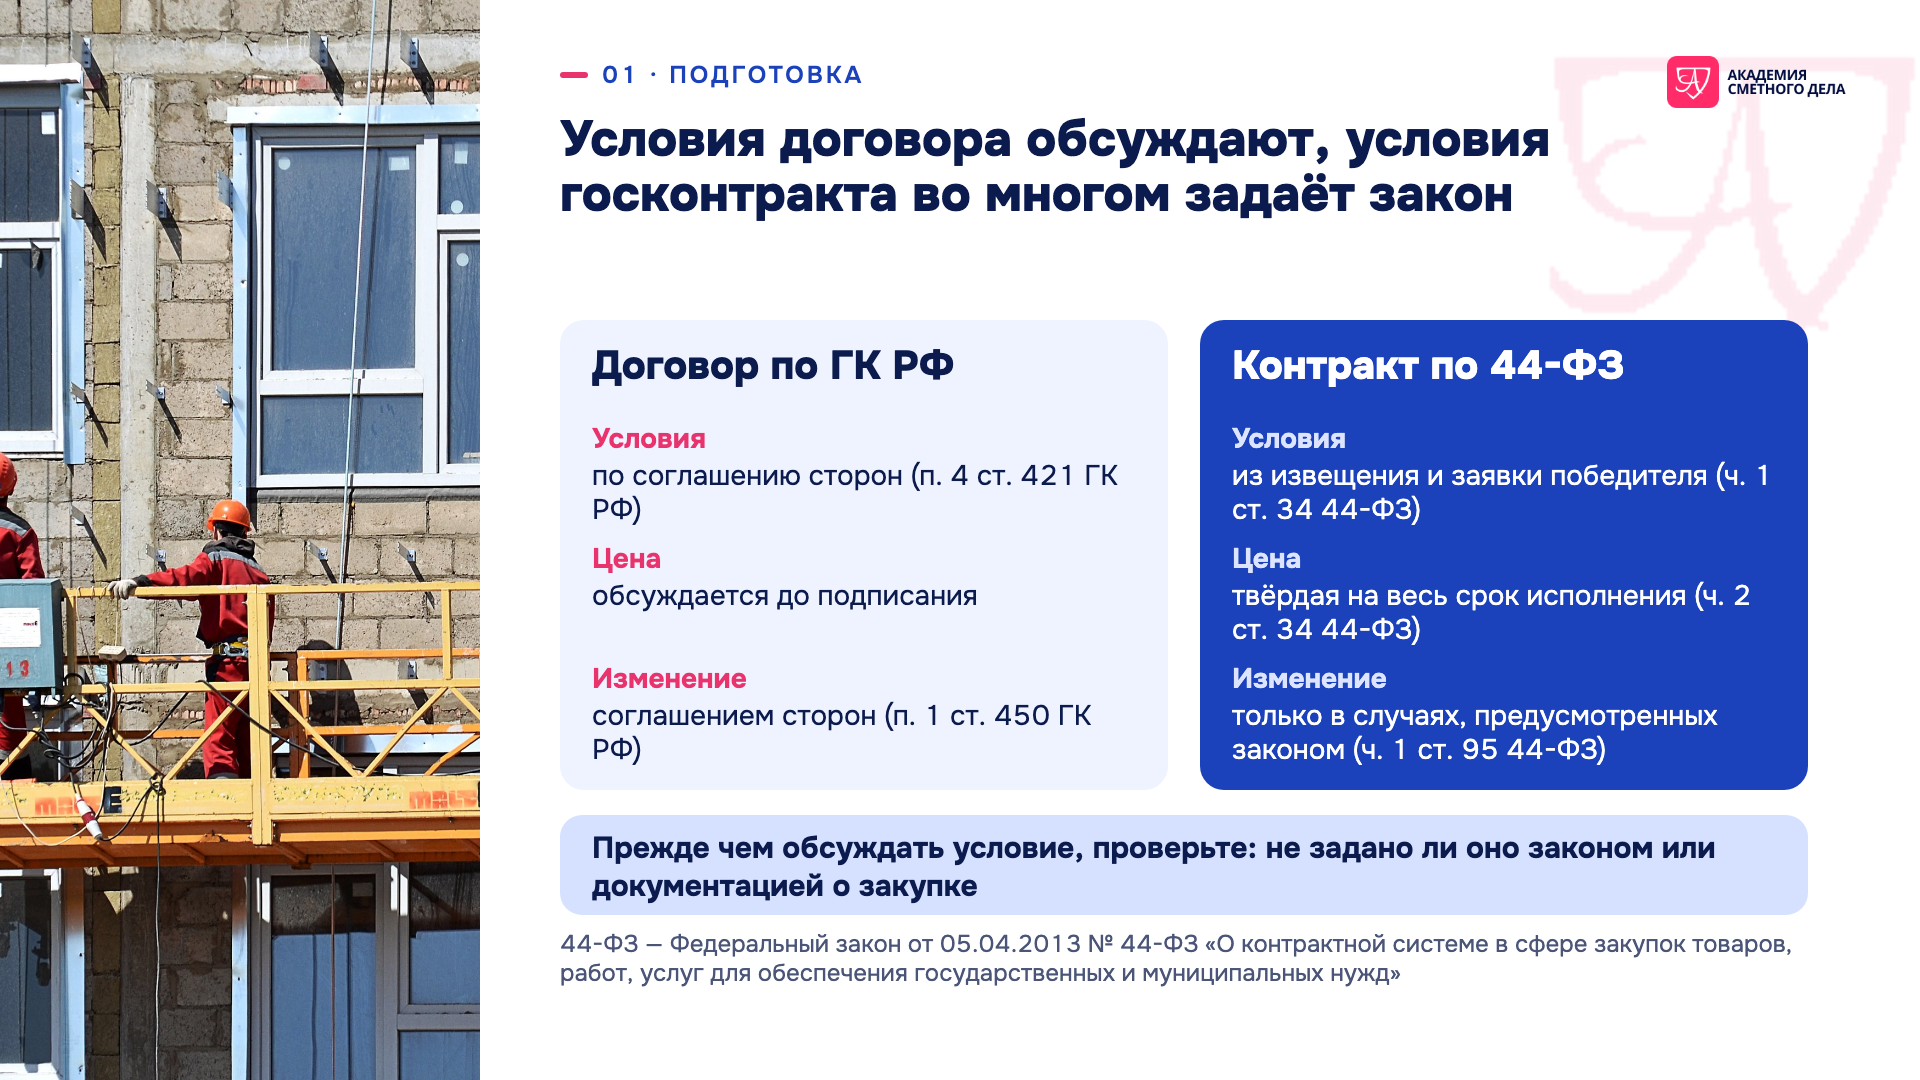 01 · ПОДГОТОВКА
АКАДЕМИЯ
СМЕТНОГО ДЕЛА
Условия договора обсуждают, условия
госконтракта во многом задаёт закон
Договор по ГК РФ
Условия
по соглашению сторон (п. 4 ст. 421 ГК
РФ)
Цена
обсуждается до подписания
Изменение
соглашением сторон (п. 1 ст. 450 ГК
РФ)
Контракт по 44-ФЗ
Условия
из извещения и заявки победителя (ч. 1
ст. 34 44-ФЗ)
Цена
твёрдая на весь срок исполнения (ч. 2
ст. 34 44-ФЗ)
Изменение
только в случаях, предусмотренных
законом (ч. 1 ст. 95 44-ФЗ)
Прежде чем обсуждать условие, проверьте: не задано ли оно законом или
документацией о закупке
44-ФЗ — Федеральный закон от 05.04.2013 № 44-ФЗ «О контрактной системе в сфере закупок товаров,
работ, услуг для обеспечения государственных и муниципальных нужд»
13